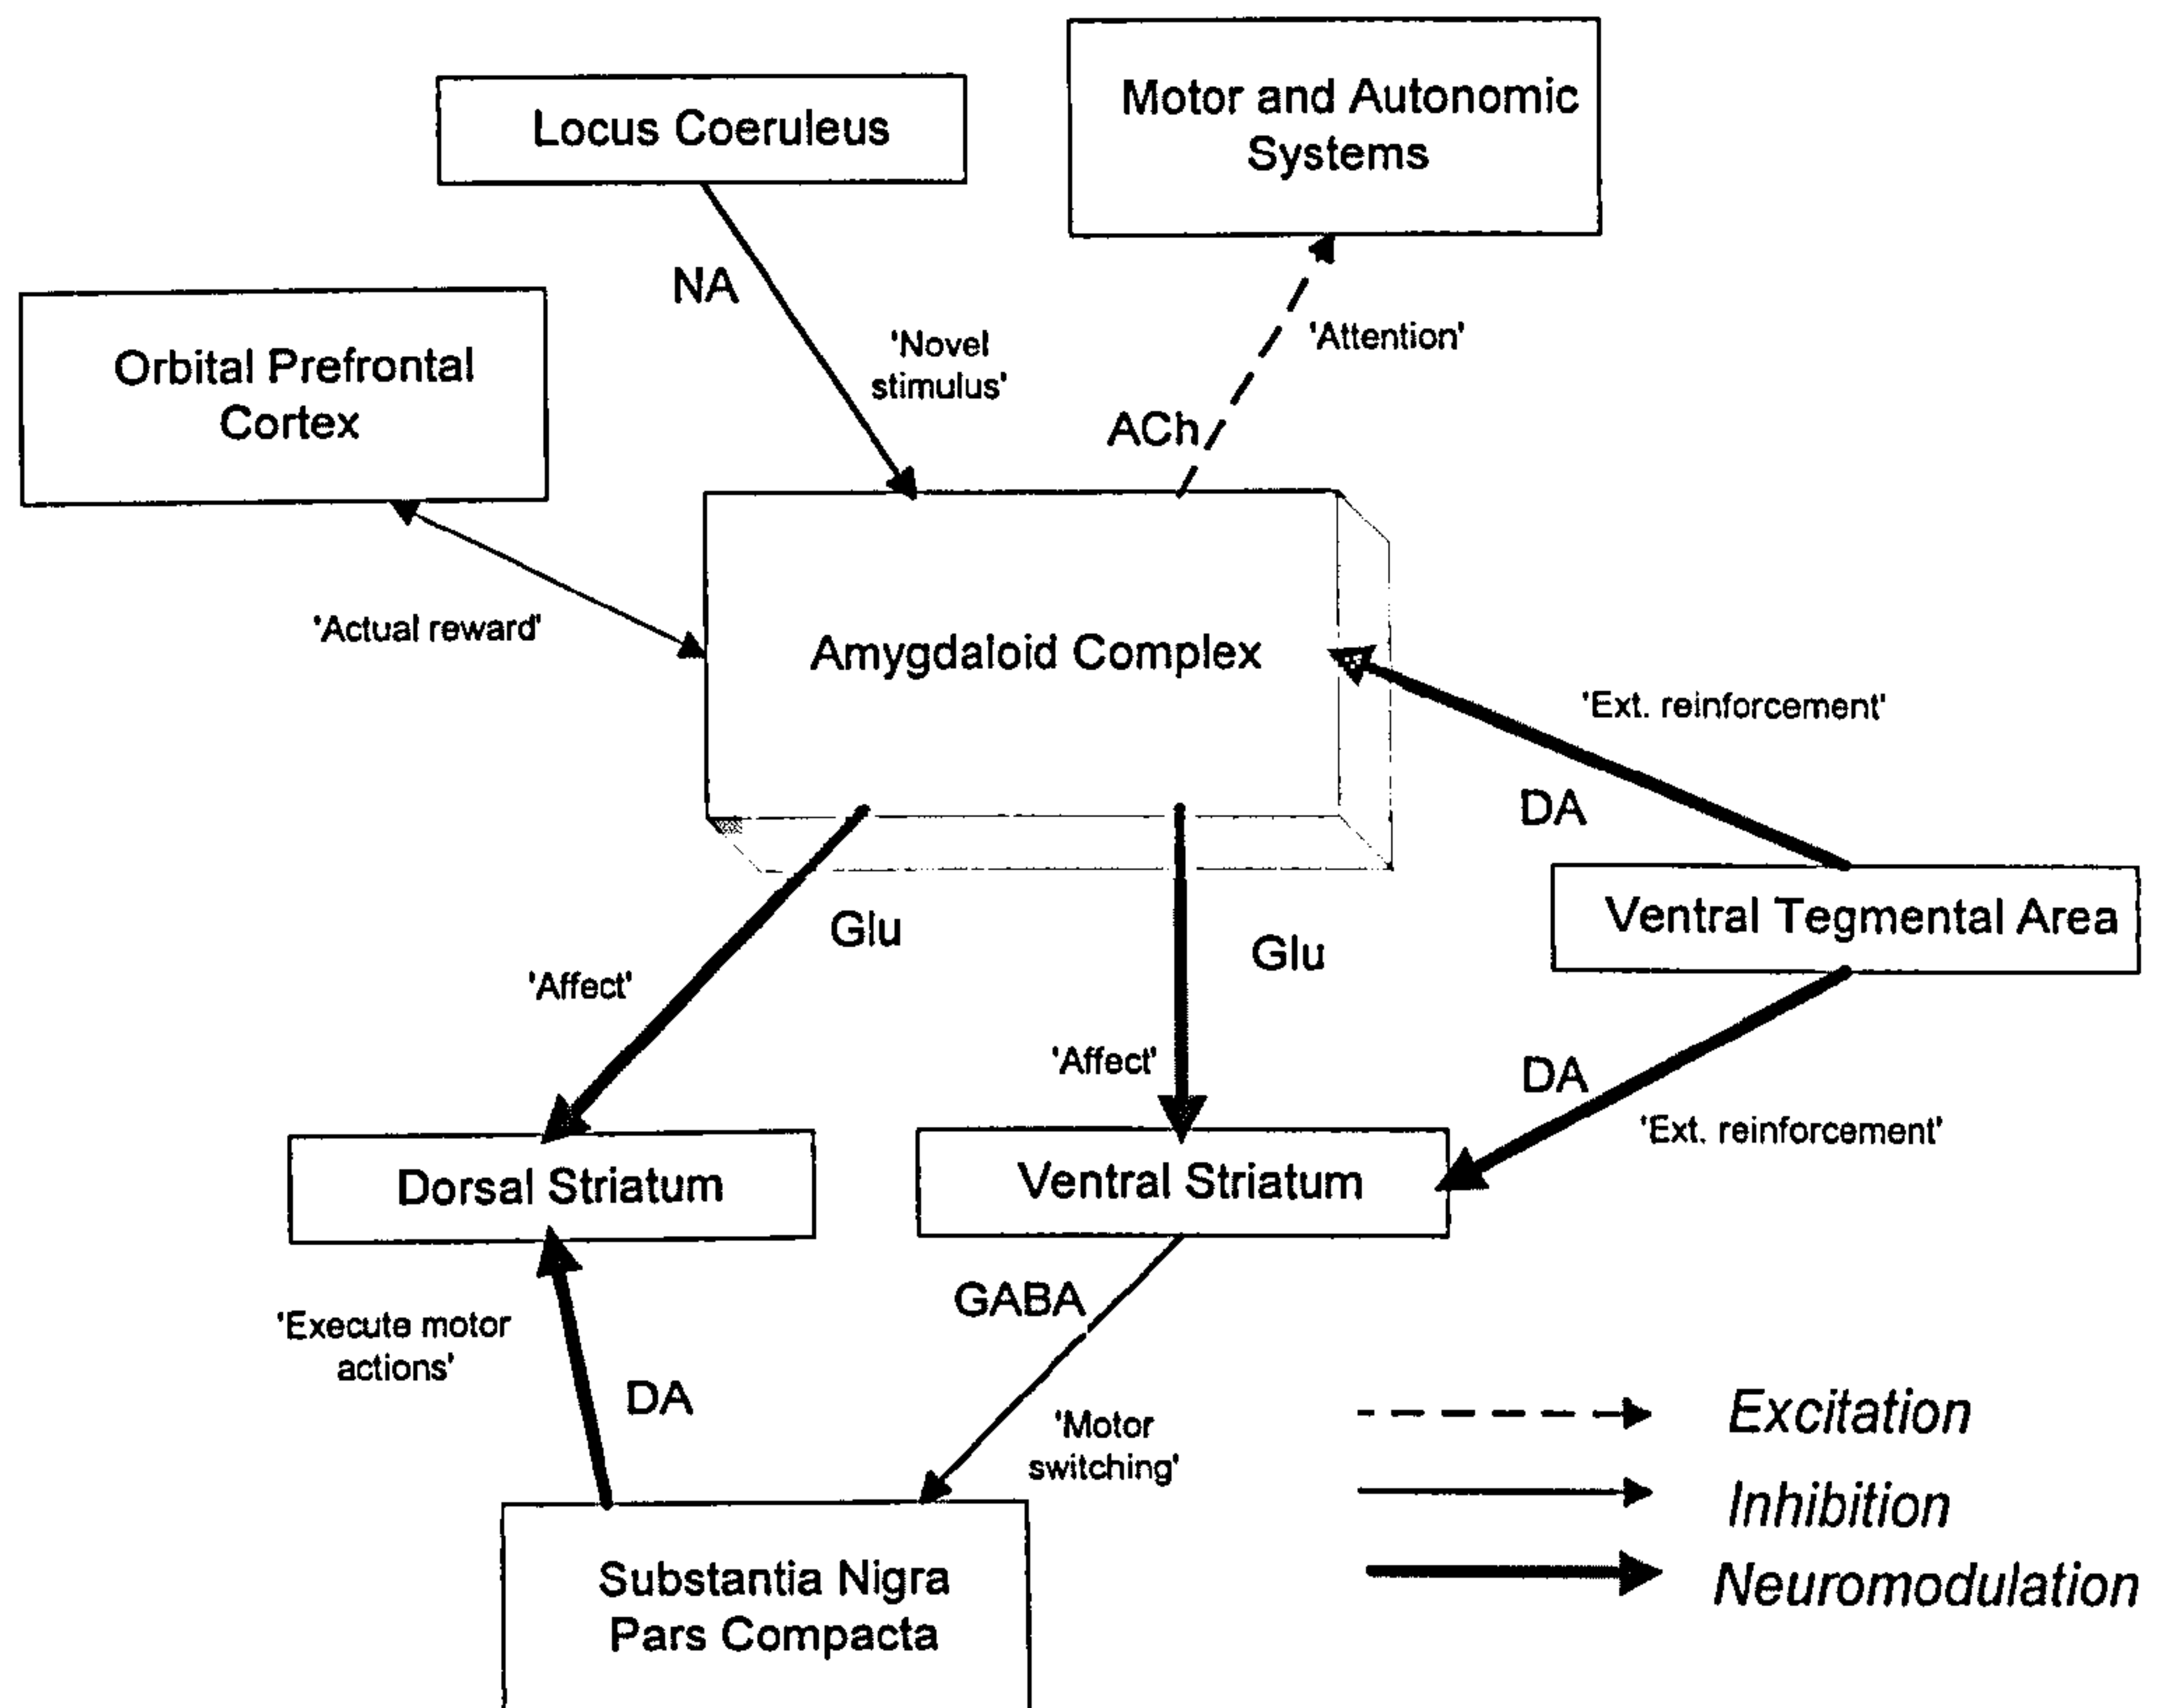 Motor and Autonomic
Systems
Locus Coeruleus
NA
'Novel
stimulus'
'Attention'
ACh
Orbital Prefrontal
Cortex
'Actual reward'
Amygdaloid Complex
'Ext. reinforcement'
DA
Ventral Tegmental Area
Glu
Glu
'Affect'
'Affect'
DA
'Ext. reinforcement'
Dorsal Striatum
Ventral Striatum
GABA
'Execute motor
actions'
DA
'Motor
switching'
Substantia Nigra
Pars Compacta
Excitation
Inhibition
Neuromodulation